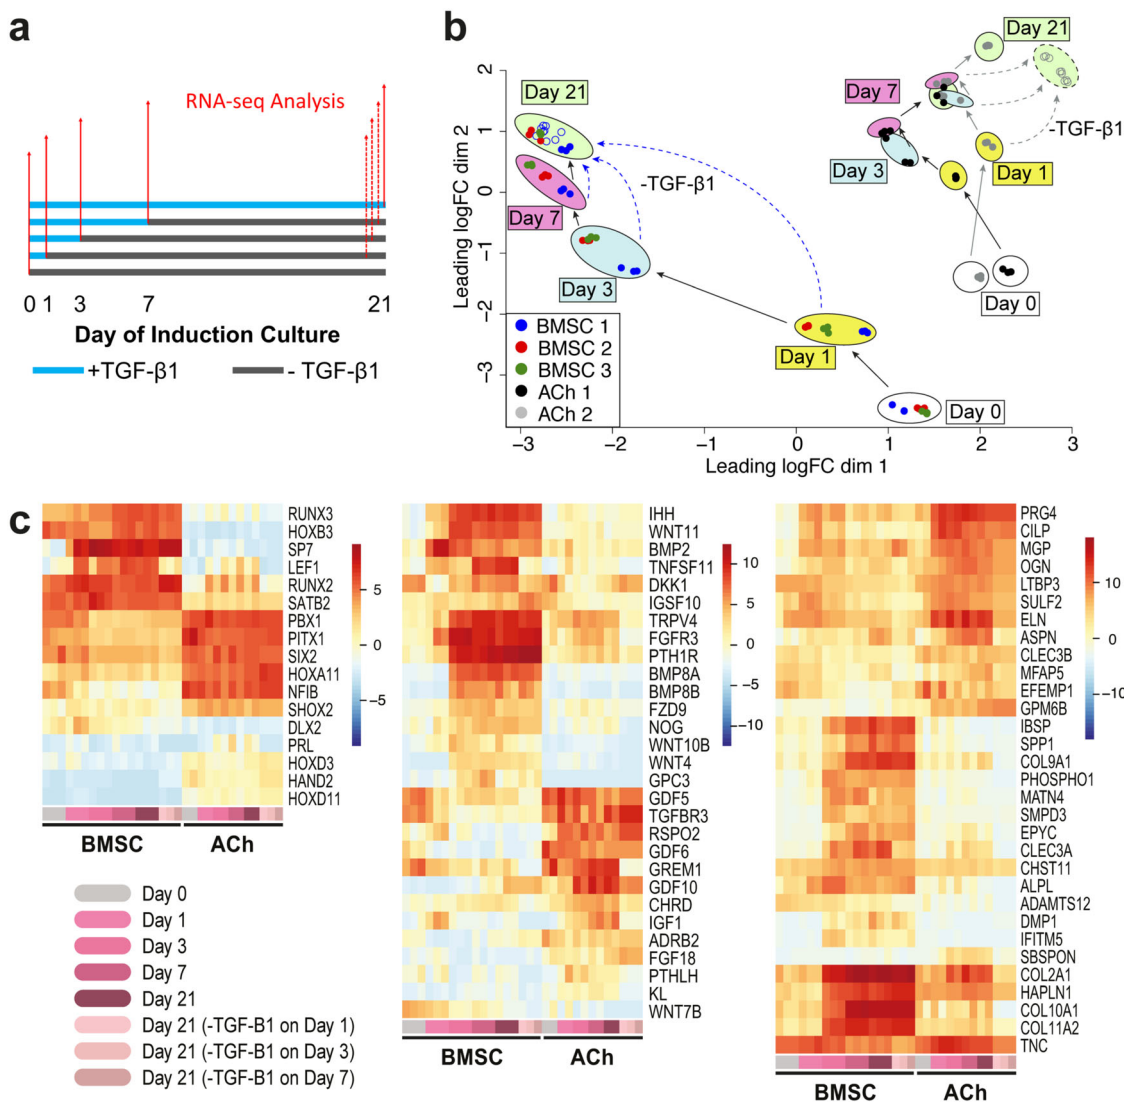 a
RNA-seq Analysis
0 1 3 7 21
Day of Induction Culture
+TGF-β1 - TGF-β1
b
Leading logFC dim 2
2
1
0
−1
−2
−3
−3 −2 −1 0 1 2 3
Leading logFC dim 1
Day 21
Day 7
-TGF-β1
Day 3
Day 1
Day 0
BMSC 1
BMSC 2
BMSC 3
ACh 1
ACh 2
Day 21
Day 7
-TGF-β1
Day 3
Day 1
Day 0
c
RUNX3
HOXB3
SP7
LEF1
RUNX2
SATB2
PBX1
PITX1
SIX2
HOXA11
NFIB
SHOX2
DLX2
PRL
HOXD3
HAND2
HOXD11
5
0
−5
BMSC ACh
Day 0
Day 1
Day 3
Day 7
Day 21
Day 21 (-TGF-B1 on Day 1)
Day 21 (-TGF-B1 on Day 3)
Day 21 (-TGF-B1 on Day 7)
IHH
WNT11
BMP2
TNFSF11
DKK1
IGSF10
TRPV4
FGFR3
PTH1R
BMP8A
BMP8B
FZD9
NOG
WNT10B
WNT4
GPC3
GDF5
TGFBR3
RSPO2
GDF6
GREM1
GDF10
CHRD
IGF1
ADRB2
FGF18
PTHLH
KL
WNT7B
10
5
0
−5
−10
BMSC ACh
PRG4
CILP
MGP
OGN
LTBP3
SULF2
ELN
ASPN
CLEC3B
MFAP5
EFEMP1
GPM6B
IBSP
SPP1
COL9A1
PHOSPHO1
MATN4
SMPD3
EPYC
CLEC3A
CHST11
ALPL
ADAMTS12
DMP1
IFITM5
SBSPON
COL2A1
HAPLN1
COL10A1
COL11A2
TNC
10
0
−10
BMSC ACh